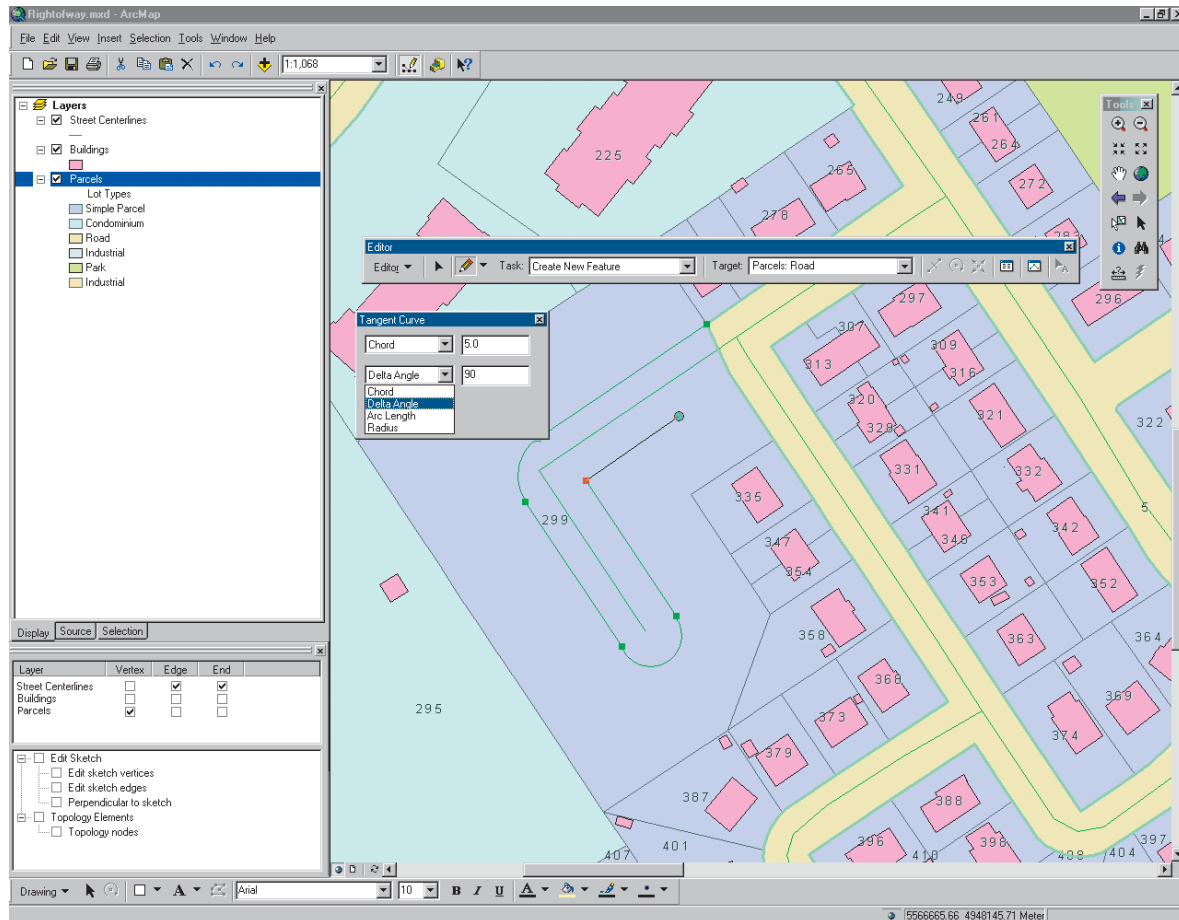 Rightofway.mxd - ArcMap
File Edit View Insert Selection Tools Window Help
1:1,068
Layers
Street Centerlines
Buildings
Parcels
Lot Types
Simple Parcel
Condominium
Road
Industrial
Park
Industrial
Display Source Selection
Layer Vertex Edge End
Street Centerlines
Buildings
Parcels
Edit Sketch
Edit sketch vertices
Edit sketch edges
Perpendicular to sketch
Topology Elements
Topology nodes
Tools
Editor
Editor Task: Create New Feature Target: Parcels: Road
Tangent Curve
Chord 5.0
Delta Angle 90
Chord
Delta Angle
Arc Length
Radius
249
261
264
225
265
272
278
283
296
297
307
309
313
316
320
321
322
328
331
332
335
341
346
342
5
299
347
354
353
352
358
363
364
368
369
373
374
379
295
387
388
401
407
396
410
398
408
404
397
Drawing A Arial 10 B I U A
5566665.66 4948145.71 Meter